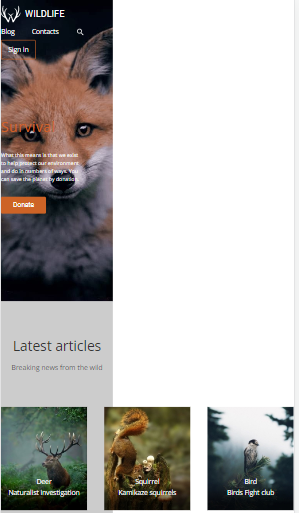 WILDLIFE
Blog Contacts
Sign in
Surviva
What this means is that we exist
to help protect our environment
and do in numbers of ways. You
can save the planet by donation.
Donate
Latest articles
Breaking news from the wild
Deer
Naturalist Investigation
Squirrel
Kamikaze squirrels
Bird
Birds Fight club